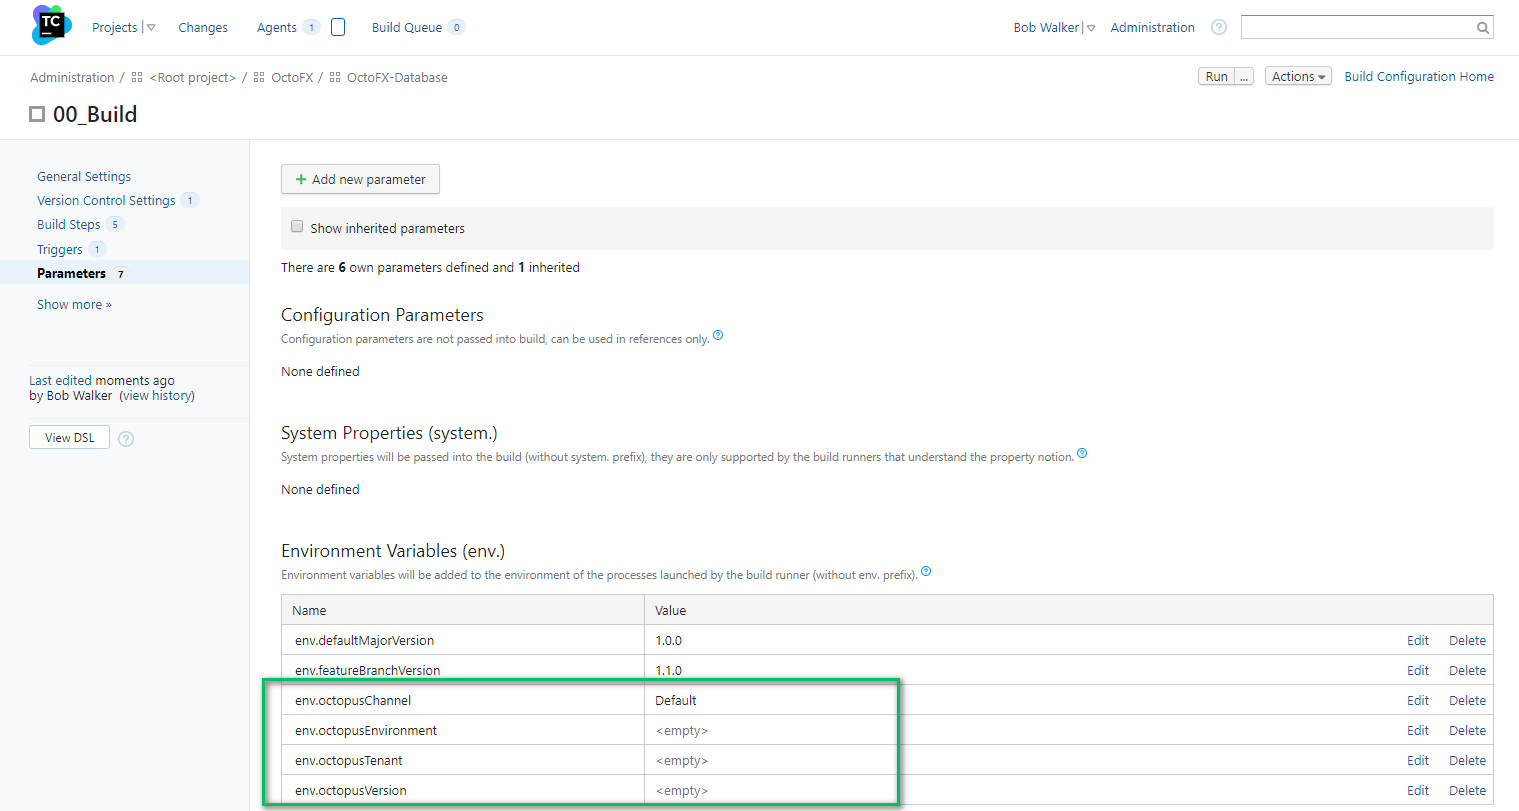 TC
Projects
Changes
Agents 1
Build Queue 0
Bob Walker
Administration
?
Administration / <Root project> / OctoFX / OctoFX-Database
Run ...
Actions
Build Configuration Home
00_Build
General Settings
Version Control Settings 1
Build Steps 5
Triggers 1
Parameters 7
Show more »
Last edited moments ago
by Bob Walker (view history)
View DSL ?
+ Add new parameter
Show inherited parameters
There are 6 own parameters defined and 1 inherited
Configuration Parameters
Configuration parameters are not passed into build, can be used in references only. ?
None defined
System Properties (system.)
System properties will be passed into the build (without system. prefix), they are only supported by the build runners that understand the property notion. ?
None defined
Environment Variables (env.)
Environment variables will be added to the environment of the processes launched by the build runner (without env. prefix). ?
Name Value
env.defaultMajorVersion 1.0.0 Edit Delete
env.featureBranchVersion 1.1.0 Edit Delete
env.octopusChannel Default Edit Delete
env.octopusEnvironment <empty> Edit Delete
env.octopusTenant <empty> Edit Delete
env.octopusVersion <empty> Edit Delete